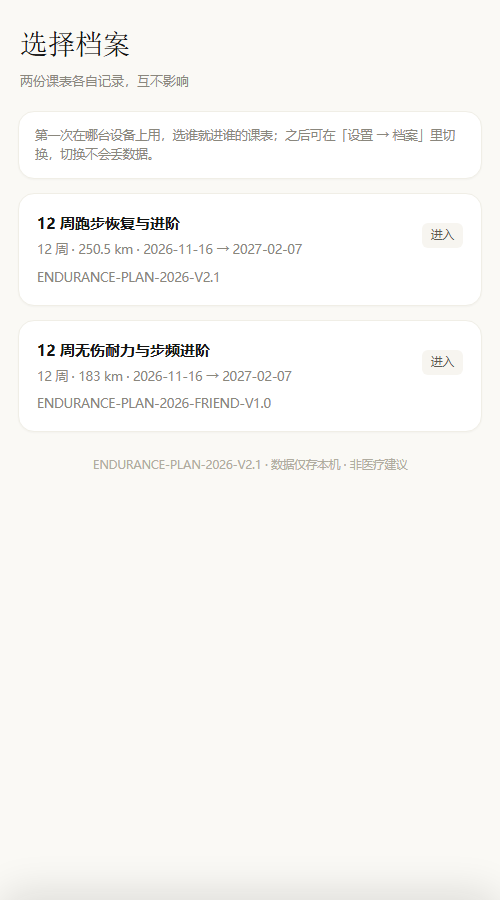 选择档案
两份课表各自记录，互不影响
第一次在哪台设备上用，选谁就进谁的课表；之后可在「设置 → 档案」里切
换，切换不会丢数据。
12 周跑步恢复与进阶
12 周 · 250.5 km · 2026-11-16 → 2027-02-07
ENDURANCE-PLAN-2026-V2.1
进入
12 周无伤耐力与步频进阶
12 周 · 183 km · 2026-11-16 → 2027-02-07
ENDURANCE-PLAN-2026-FRIEND-V1.0
进入
ENDURANCE-PLAN-2026-V2.1 · 数据仅存本机 · 非医疗建议